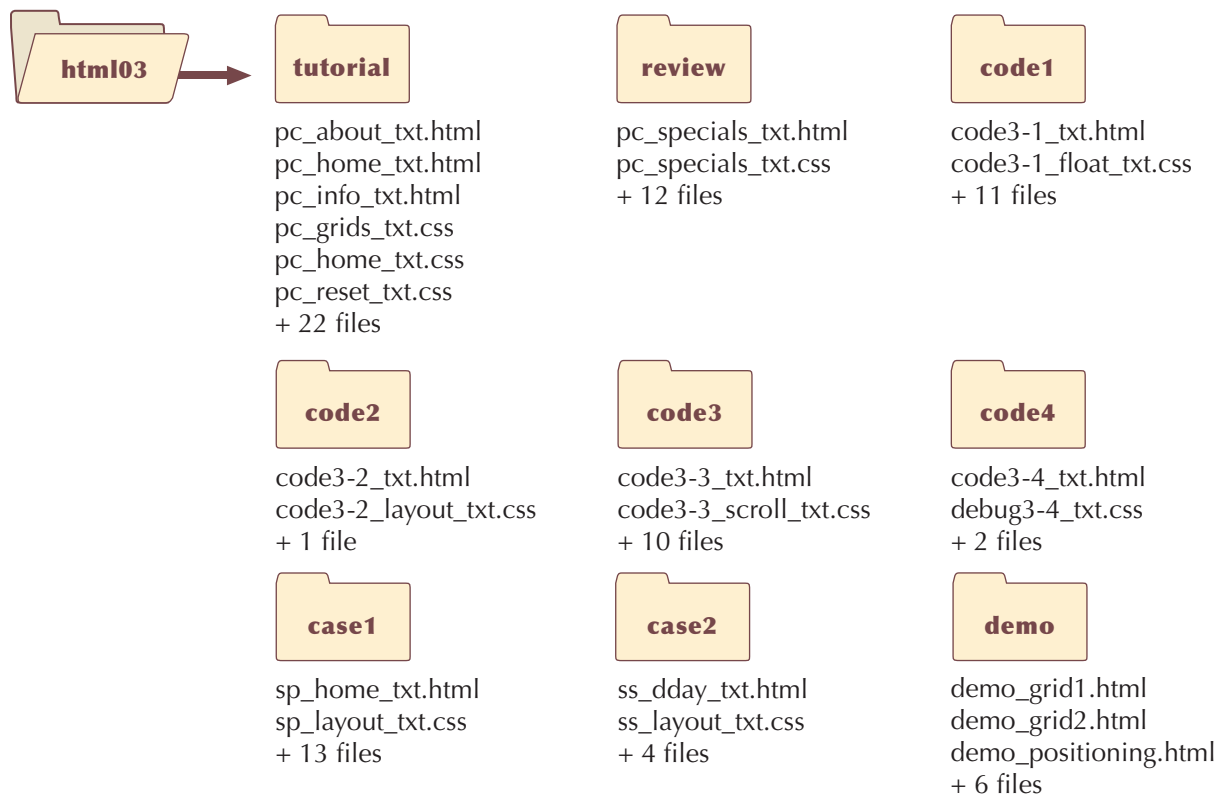 html03
tutorial
pc_about_txt.html
pc_home_txt.html
pc_info_txt.html
pc_grids_txt.css
pc_home_txt.css
pc_reset_txt.css
+ 22 files
review
pc_specials_txt.html
pc_specials_txt.css
+ 12 files
code1
code3-1_txt.html
code3-1_float_txt.css
+ 11 files
code2
code3-2_txt.html
code3-2_layout_txt.css
+ 1 file
code3
code3-3_txt.html
code3-3_scroll_txt.css
+ 10 files
code4
code3-4_txt.html
debug3-4_txt.css
+ 2 files
case1
sp_home_txt.html
sp_layout_txt.css
+ 13 files
case2
ss_dday_txt.html
ss_layout_txt.css
+ 4 files
demo
demo_grid1.html
demo_grid2.html
demo_positioning.html
+ 6 files